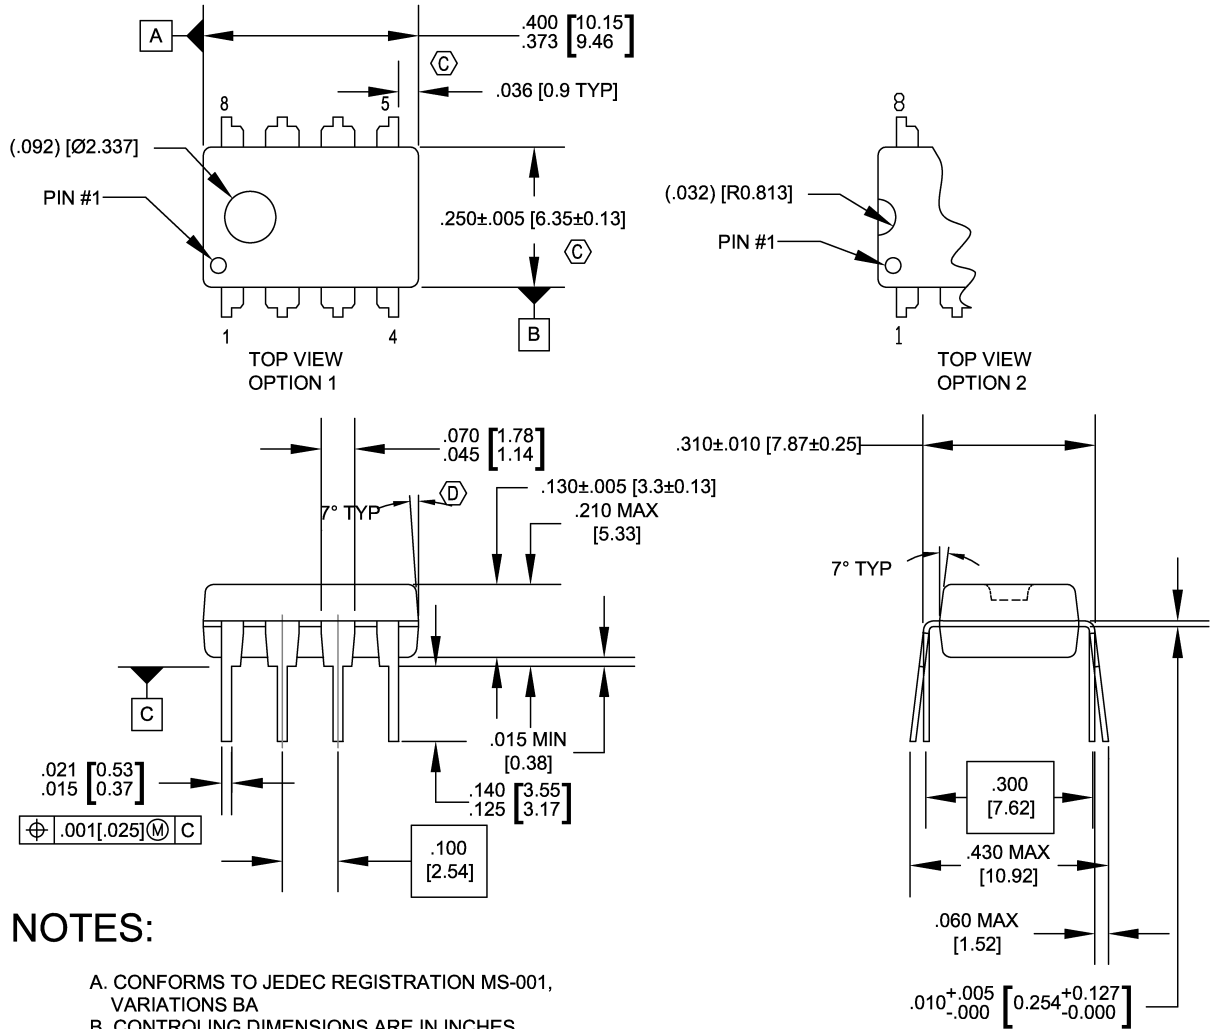 A
.400 [10.15]
.373 [9.46]
C
.036 [0.9 TYP]
8
5
8
(.092) [Ø2.337]
PIN #1
.250±.005 [6.35±0.13]
C
(.032) [R0.813]
PIN #1
B
1
4
1
TOP VIEW
OPTION 1
TOP VIEW
OPTION 2
.070 [1.78]
.045 [1.14]
.310±.010 [7.87±0.25]
D
.130±.005 [3.3±0.13]
7° TYP
.210 MAX
[5.33]
7° TYP
C
.015 MIN
[0.38]
.021 [0.53]
.015 [0.37]
.140 [3.55]
.125 [3.17]
.300
[7.62]
⌖ .001[.025]Ⓜ C
.100
[2.54]
.430 MAX
[10.92]
.060 MAX
[1.52]
.010+.005 -.000 [0.254+0.127 -0.000]
NOTES:
A. CONFORMS TO JEDEC REGISTRATION MS-001,
VARIATIONS BA
B. CONTROLING DIMENSIONS ARE IN INCHES